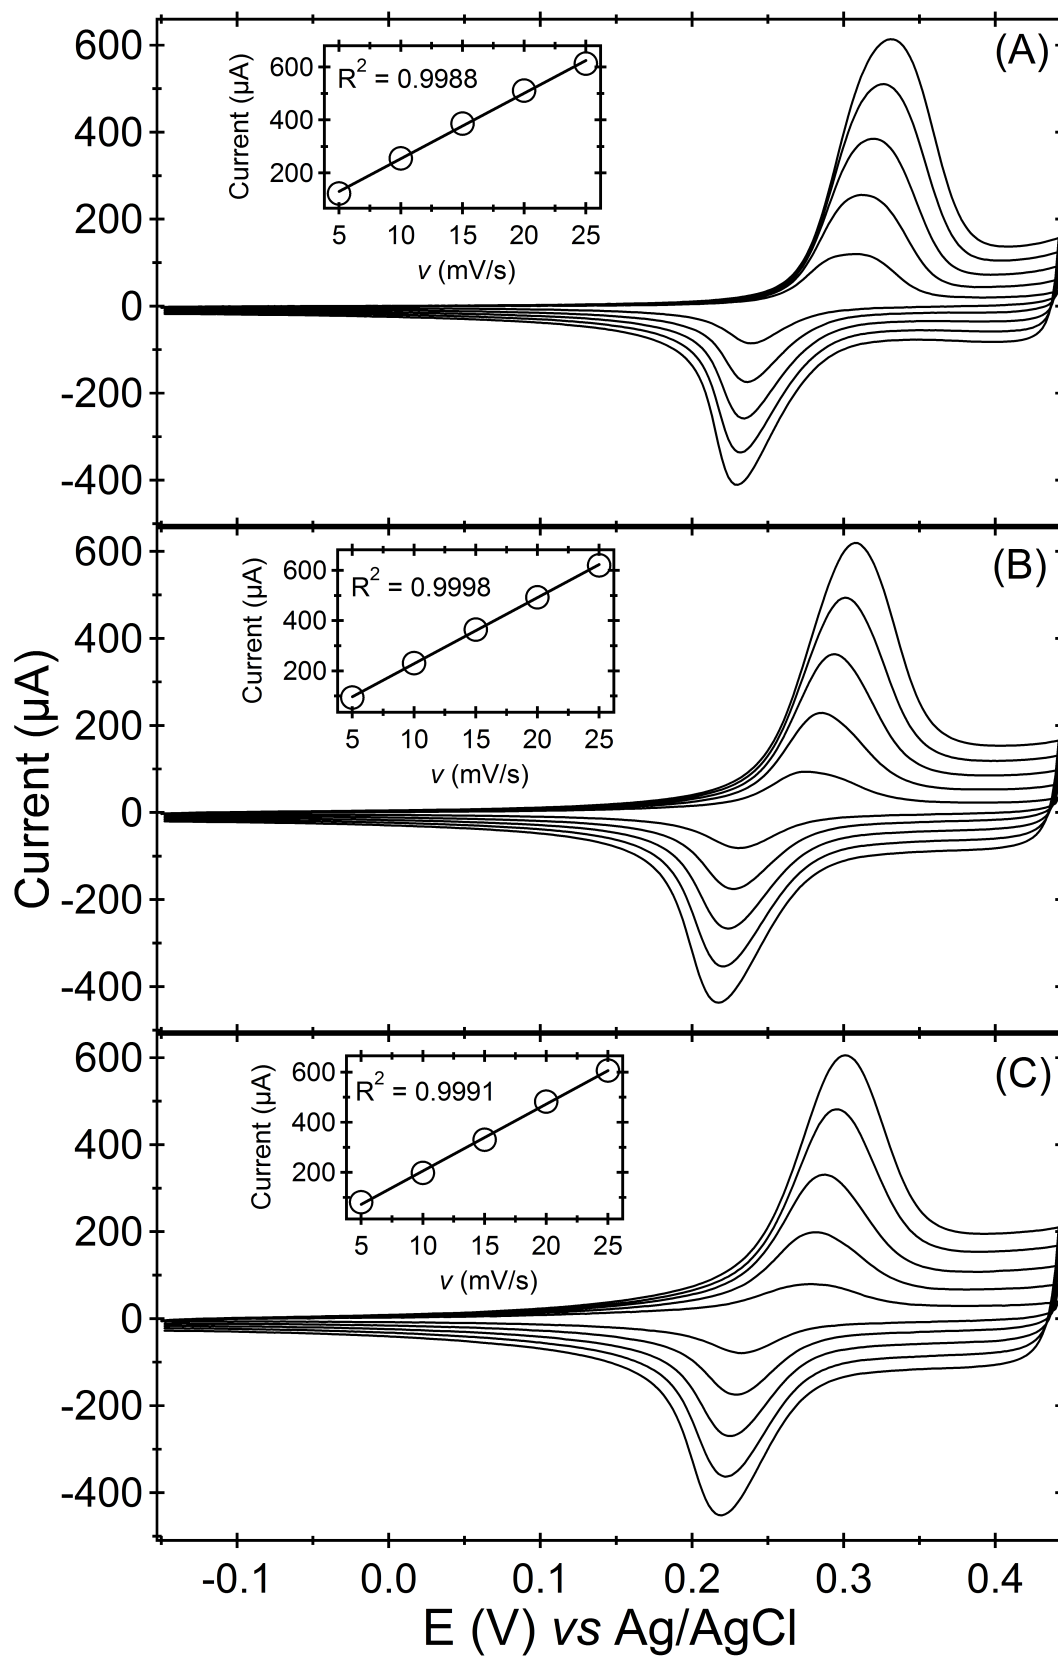 (A)
600
400
200
0
-200
-400
R² = 0.9988
Current (µA)
600
400
200
5 10 15 20 25
v (mV/s)
(B)
600
400
200
0
-200
-400
R² = 0.9998
Current (µA)
600
400
200
5 10 15 20 25
v (mV/s)
Current (µA)
(C)
600
400
200
0
-200
-400
R² = 0.9991
Current (µA)
600
400
200
5 10 15 20 25
v (mV/s)
-0.1 0.0 0.1 0.2 0.3 0.4
E (V) vs Ag/AgCl